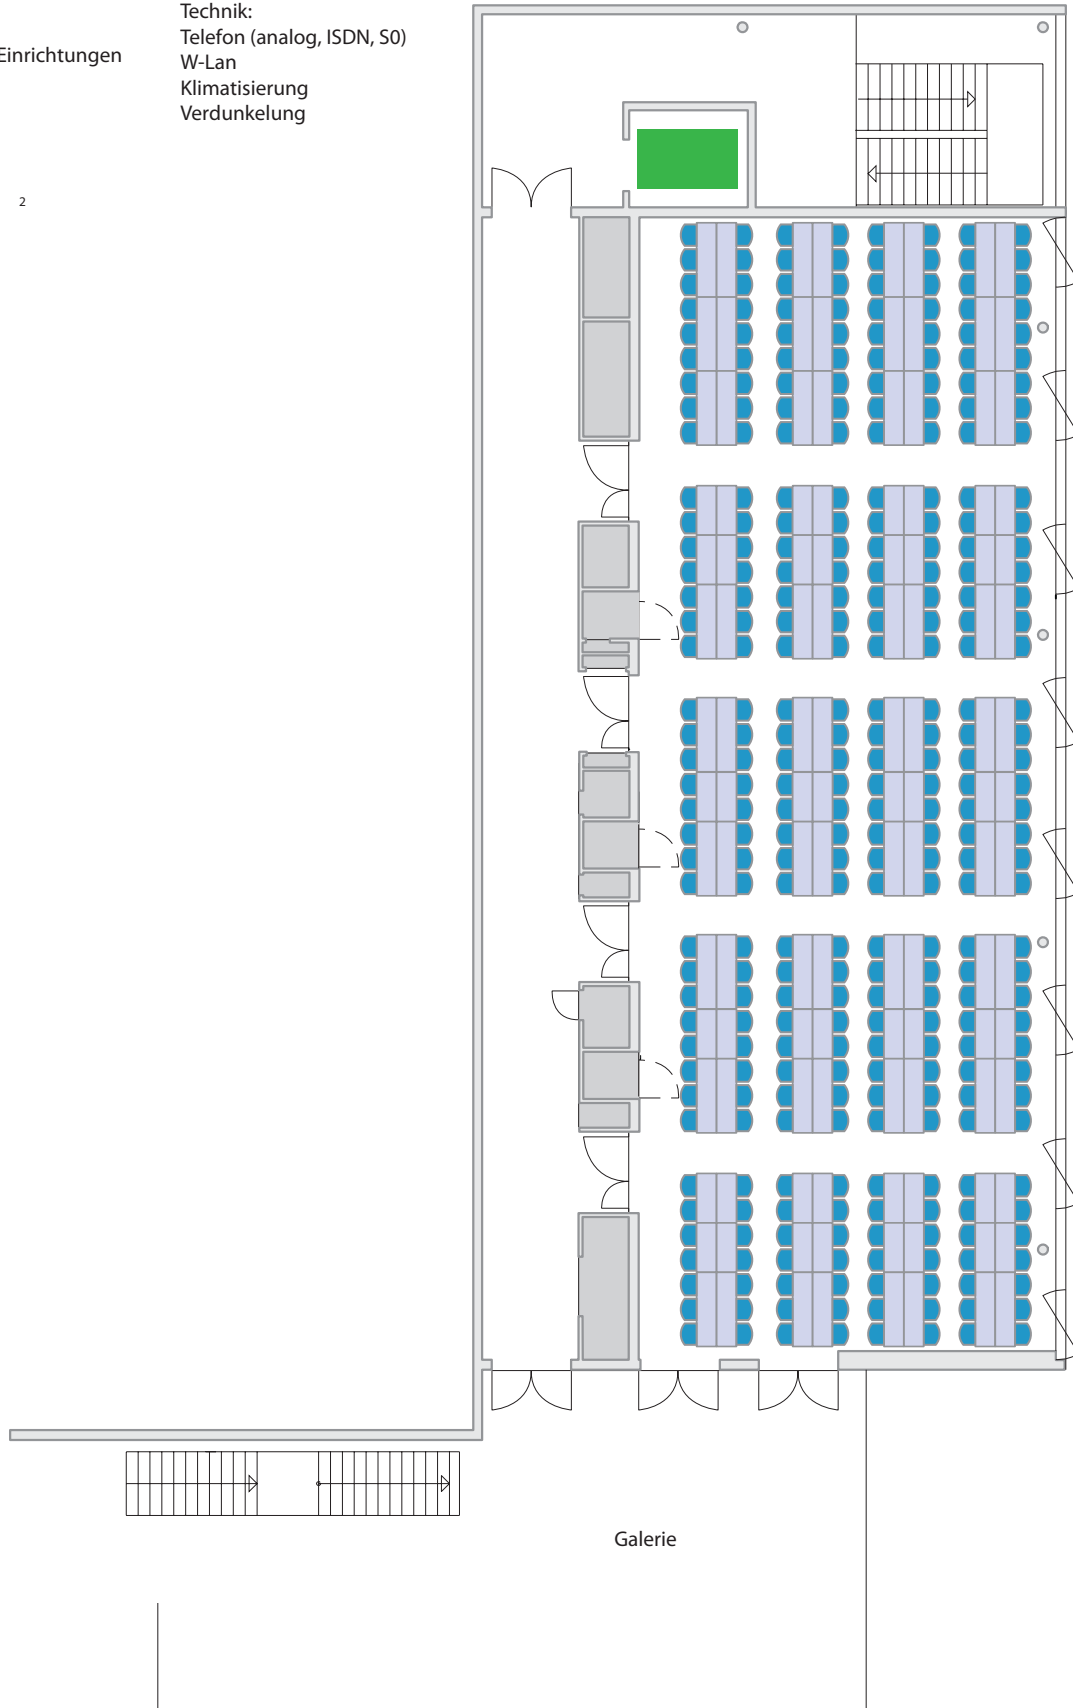 Technik:
Telefon (analog, ISDN, S0)
Einrichtungen
W-Lan
Klimatisierung
Verdunkelung
2
Galerie